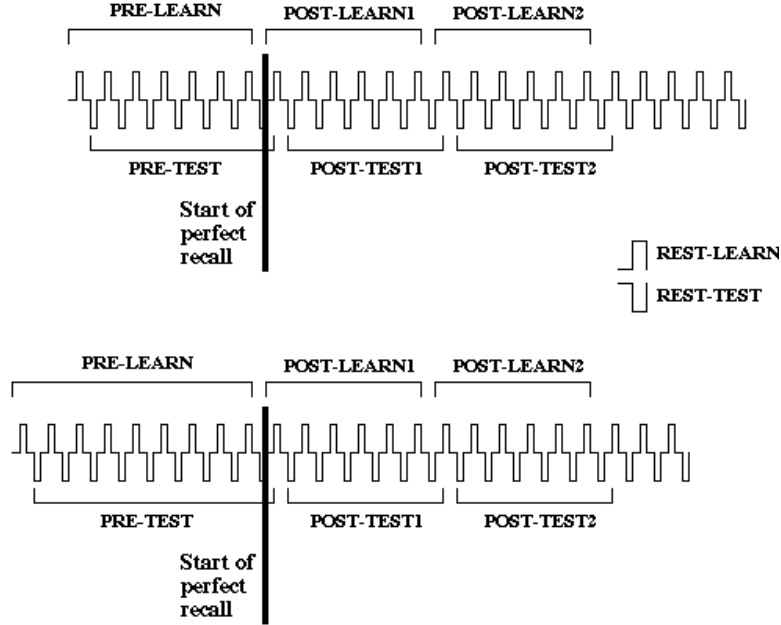 PRE-LEARN POST-LEARN1 POST-LEARN2
PRE-TEST POST-TEST1 POST-TEST2
Start of
perfect
recall
REST-LEARN
REST-TEST
PRE-LEARN POST-LEARN1 POST-LEARN2
PRE-TEST POST-TEST1 POST-TEST2
Start of
perfect
recall